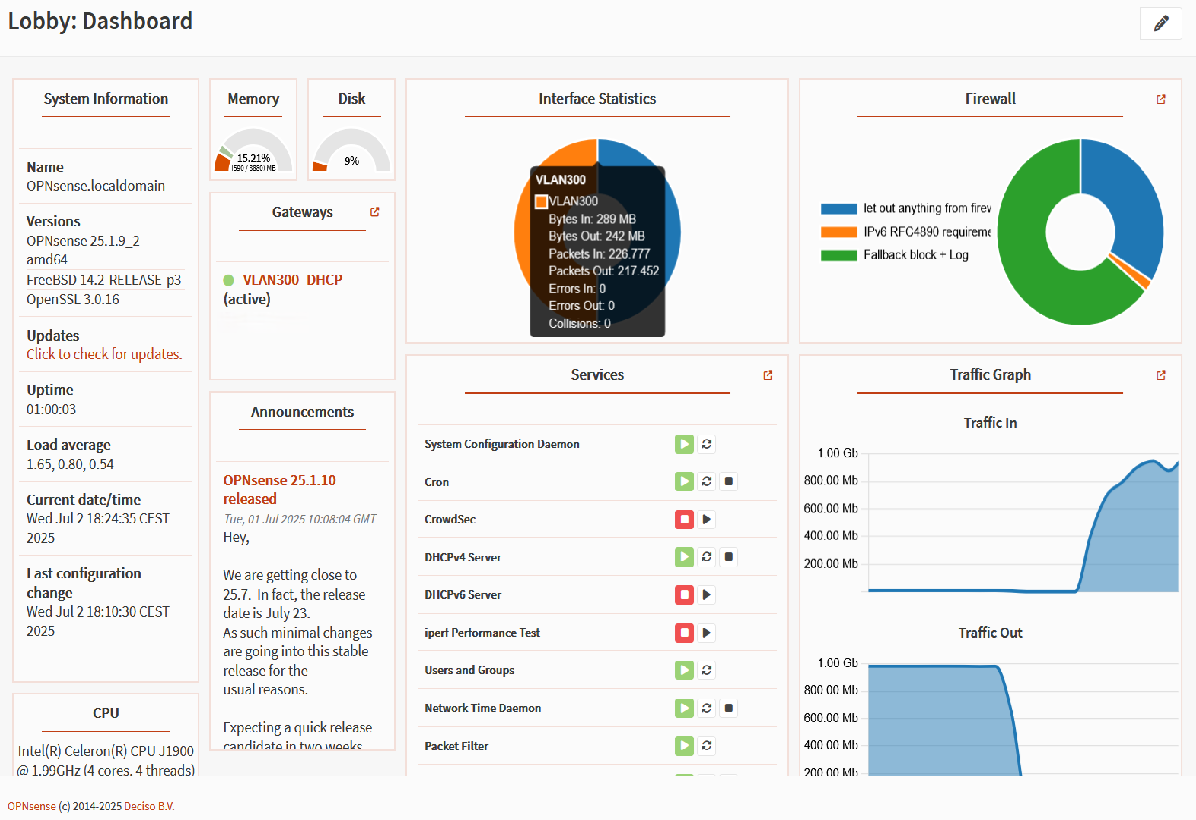 Lobby: Dashboard
System Information
Name
OPNsense.localdomain
Versions
OPNsense 25.1.9_2
amd64
FreeBSD 14.2-RELEASE-p3
OpenSSL 3.0.16
Updates
Click to check for updates.
Uptime
01:00:03
Load average
1.65, 0.80, 0.54
Current date/time
Wed Jul 2 18:24:35 CEST
2025
Last configuration
change
Wed Jul 2 18:10:30 CEST
2025
CPU
Intel(R) Celeron(R) CPU J1900
@ 1.99GHz (4 cores, 4 threads)
Memory
15.21%
(590 / 3880) MB
Disk
9%
Gateways
VLAN300_DHCP
(active)
Announcements
OPNsense 25.1.10
released
Tue, 01 Jul 2025 10:08:04 GMT
Hey,
We are getting close to
25.7. In fact, the release
date is July 23.
As such minimal changes
are going into this stable
release for the
usual reasons.
Expecting a quick release
candidate in two weeks
Interface Statistics
VLAN300
VLAN300
Bytes In: 289 MB
Bytes Out: 242 MB
Packets In: 226.777
Packets Out: 217.452
Errors In: 0
Errors Out: 0
Collisions: 0
Services
System Configuration Daemon
Cron
CrowdSec
DHCPv4 Server
DHCPv6 Server
iperf Performance Test
Users and Groups
Network Time Daemon
Packet Filter
Firewall
let out anything from firew
IPv6 RFC4890 requireme
Fallback block + Log
Traffic Graph
Traffic In
1.00 Gb
800.00 Mb
600.00 Mb
400.00 Mb
200.00 Mb
Traffic Out
1.00 Gb
800.00 Mb
600.00 Mb
400.00 Mb
200.00 Mb
OPNsense (c) 2014-2025 Deciso B.V.